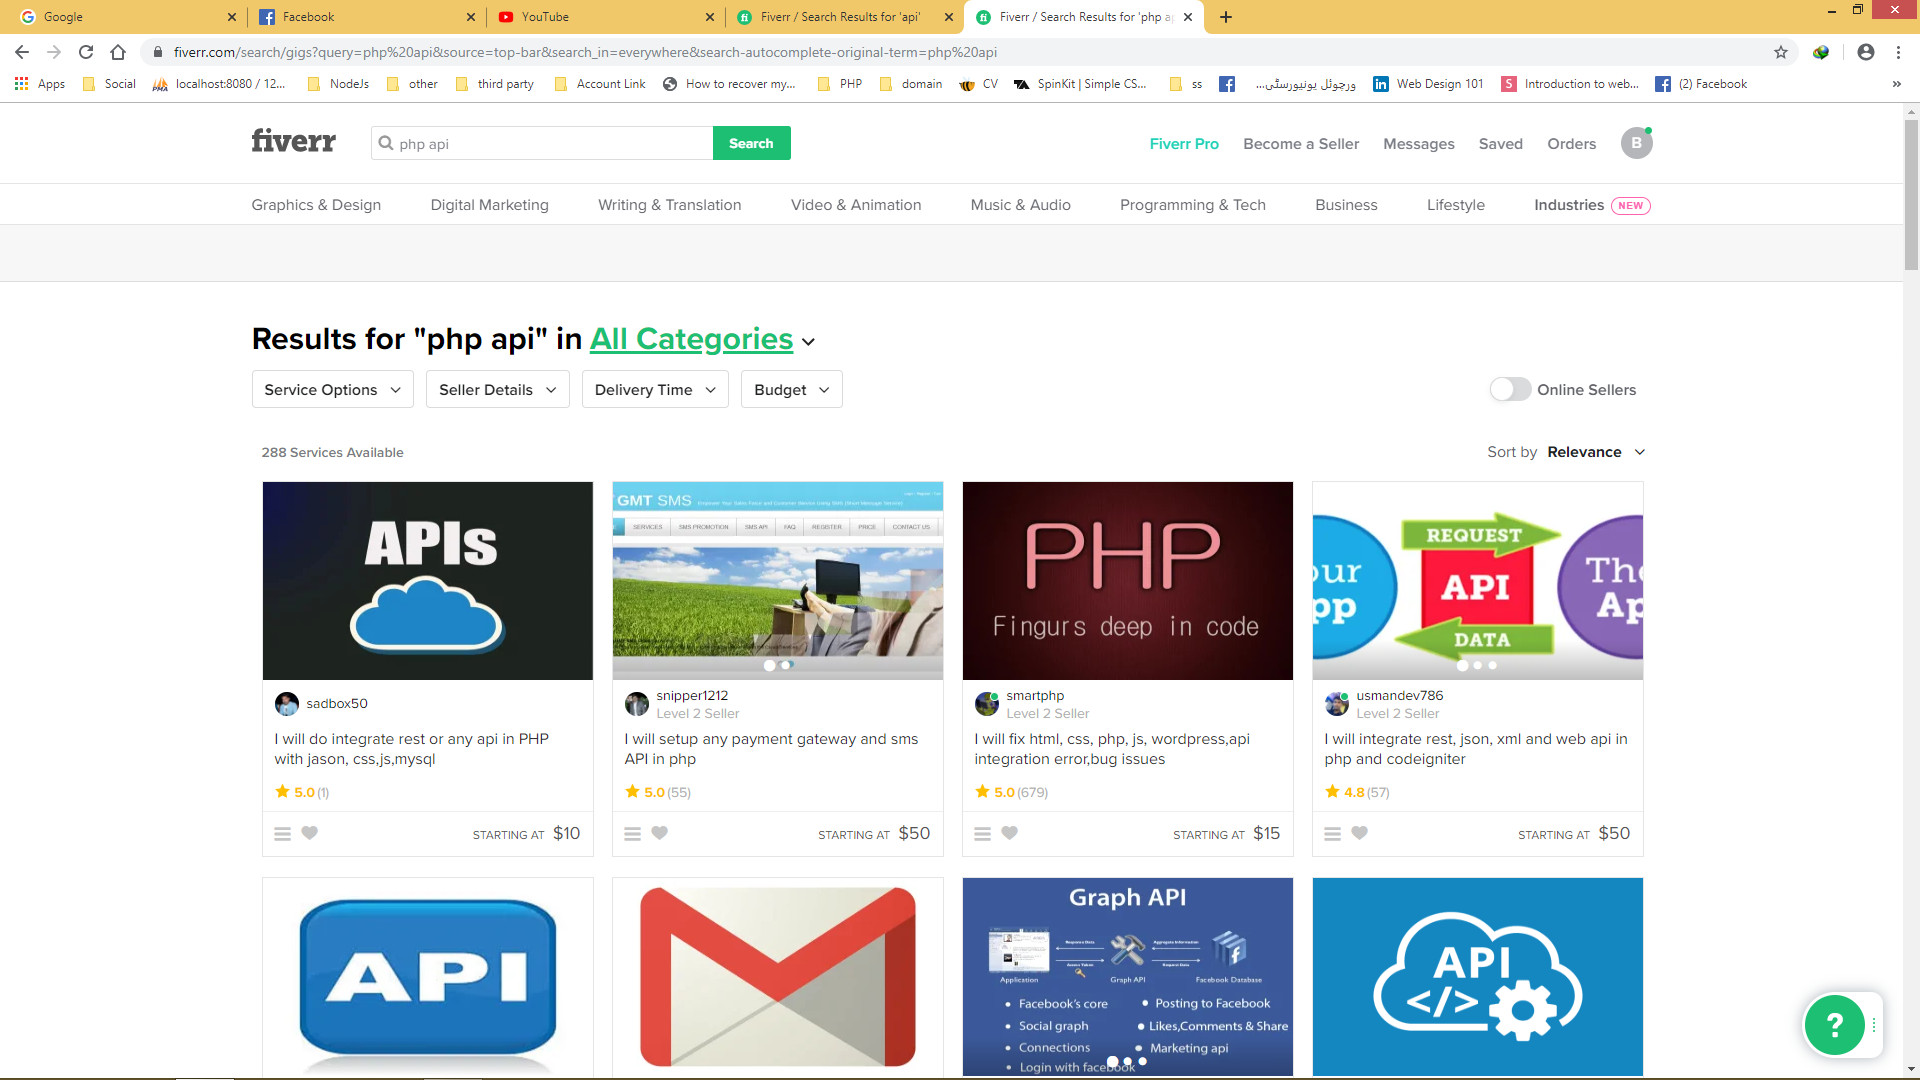 Google
Facebook
YouTube
Fiverr / Search Results for 'api'
Fiverr / Search Results for 'php a
fiverr.com/search/gigs?query=php%20api&source=top-bar&search_in=everywhere&search-autocomplete-original-term=php%20api
Apps
Social
localhost:8080 / 12...
NodeJs
other
third party
Account Link
How to recover my...
PHP
domain
CV
SpinKit | Simple CS...
ss
ورچوئل یونیورسٹی...
Web Design 101
Introduction to web...
(2) Facebook
fiverr
php api
Search
Fiverr Pro
Become a Seller
Messages
Saved
Orders
B
Graphics & Design
Digital Marketing
Writing & Translation
Video & Animation
Music & Audio
Programming & Tech
Business
Lifestyle
Industries NEW
Results for "php api" in All Categories
Service Options
Seller Details
Delivery Time
Budget
Online Sellers
288 Services Available
Sort by Relevance
APIs
sadbox50
I will do integrate rest or any api in PHP
with jason, css,js,mysql
5.0 (1)
STARTING AT $10
GMT SMS
SERVICES
SMS PROMOTION
SMS API
FAQ
REGISTER
PRICE
CONTACT US
snipper1212
Level 2 Seller
I will setup any payment gateway and sms
API in php
5.0 (55)
STARTING AT $50
PHP
Fingurs deep in code
smartphp
Level 2 Seller
I will fix html, css, php, js, wordpress,api
integration error,bug issues
5.0 (679)
STARTING AT $15
our
pp
REQUEST
API
DATA
The
Ap
usmandev786
Level 2 Seller
I will integrate rest, json, xml and web api in
php and codeigniter
4.8 (57)
STARTING AT $50
API
Graph API
Application
Graph API
Facebook Database
• Facebook's core
• Social graph
• Connections
• Login with facebook
• Posting to Facebook
• Likes,Comments & Share
• Marketing api
API
</>
?